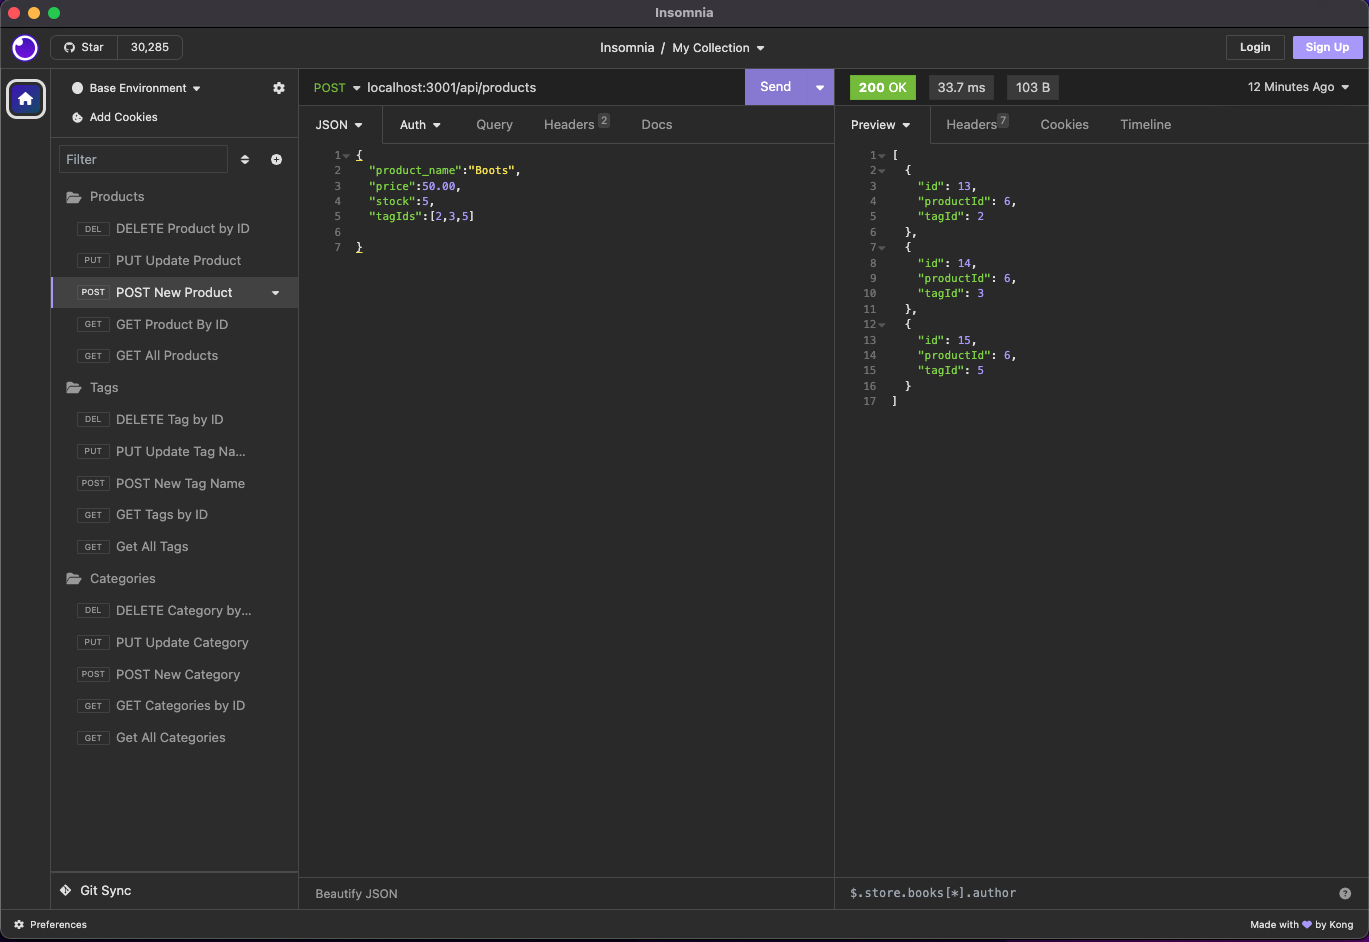 Insomnia
Star 30,285
Insomnia / My Collection
Login Sign Up
Base Environment
Add Cookies
Filter
Products
DEL DELETE Product by ID
PUT PUT Update Product
POST POST New Product
GET GET Product By ID
GET GET All Products
Tags
DEL DELETE Tag by ID
PUT PUT Update Tag Na...
POST POST New Tag Name
GET GET Tags by ID
GET Get All Tags
Categories
DEL DELETE Category by...
PUT PUT Update Category
POST POST New Category
GET GET Categories by ID
GET Get All Categories
Git Sync
POST localhost:3001/api/products Send
JSON Auth Query Headers 2 Docs
1 {
2 "product_name":"Boots",
3 "price":50.00,
4 "stock":5,
5 "tagIds":[2,3,5]
6
7 }
Beautify JSON
200 OK 33.7 ms 103 B 12 Minutes Ago
Preview Headers 7 Cookies Timeline
1 [
2 {
3 "id": 13,
4 "productId": 6,
5 "tagId": 2
6 },
7 {
8 "id": 14,
9 "productId": 6,
10 "tagId": 3
11 },
12 {
13 "id": 15,
14 "productId": 6,
15 "tagId": 5
16 }
17 ]
$.store.books[*].author
Preferences
Made with 💜 by Kong